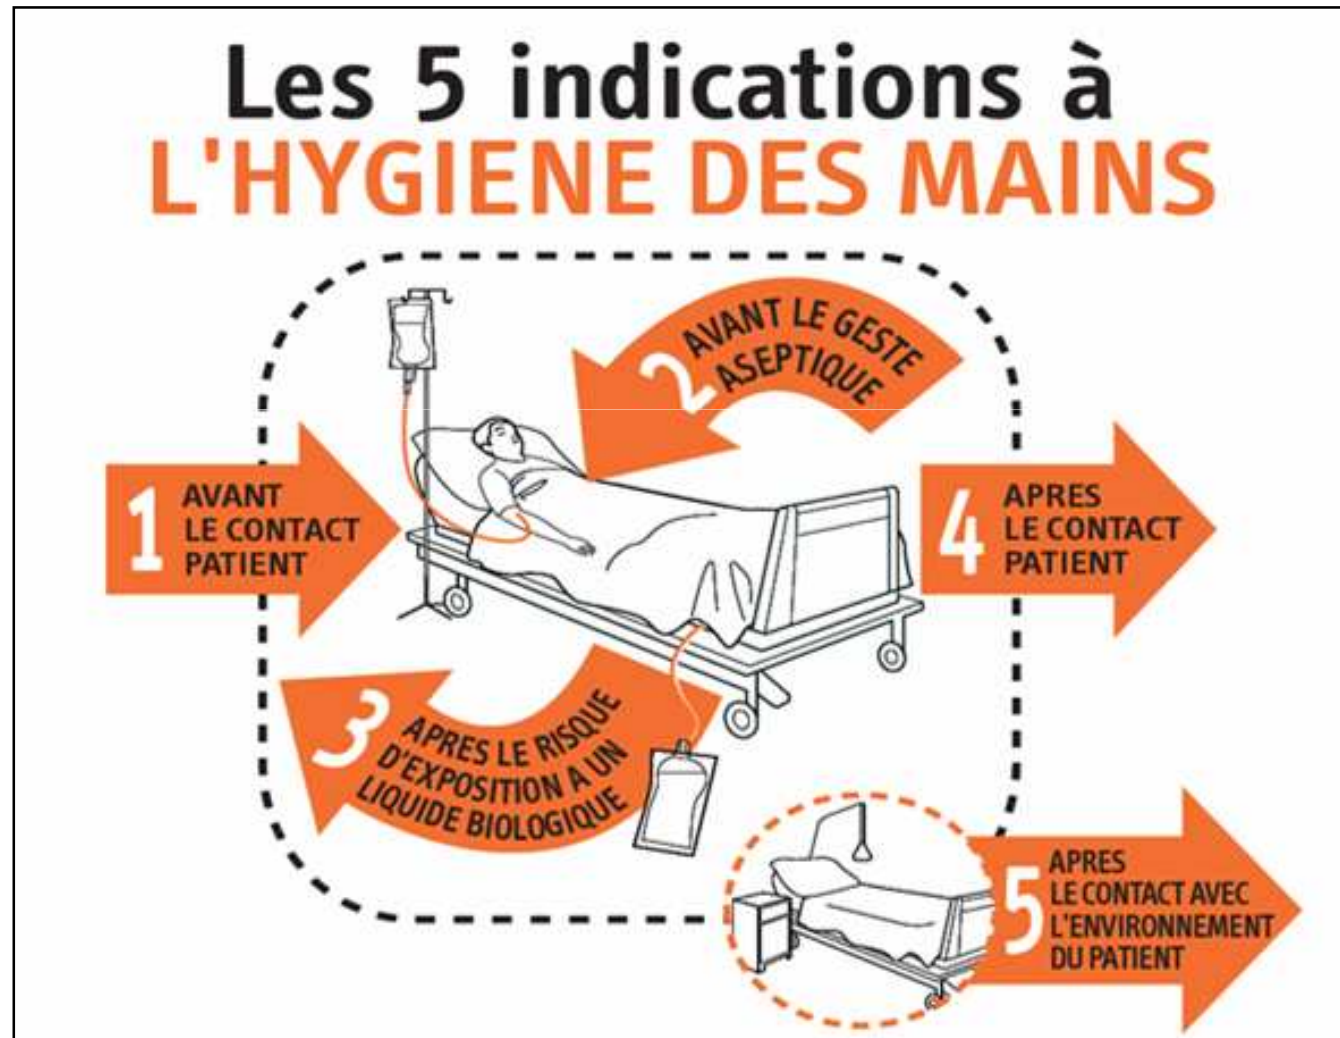 Les 5 indications à
L'HYGIENE DES MAINS
2 AVANT LE GESTE
ASEPTIQUE
1 AVANT
LE CONTACT
PATIENT
4 APRES
LE CONTACT
PATIENT
3 APRES LE RISQUE
D'EXPOSITION A UN
LIQUIDE BIOLOGIQUE
5 APRES
LE CONTACT AVEC
L'ENVIRONNEMENT
DU PATIENT